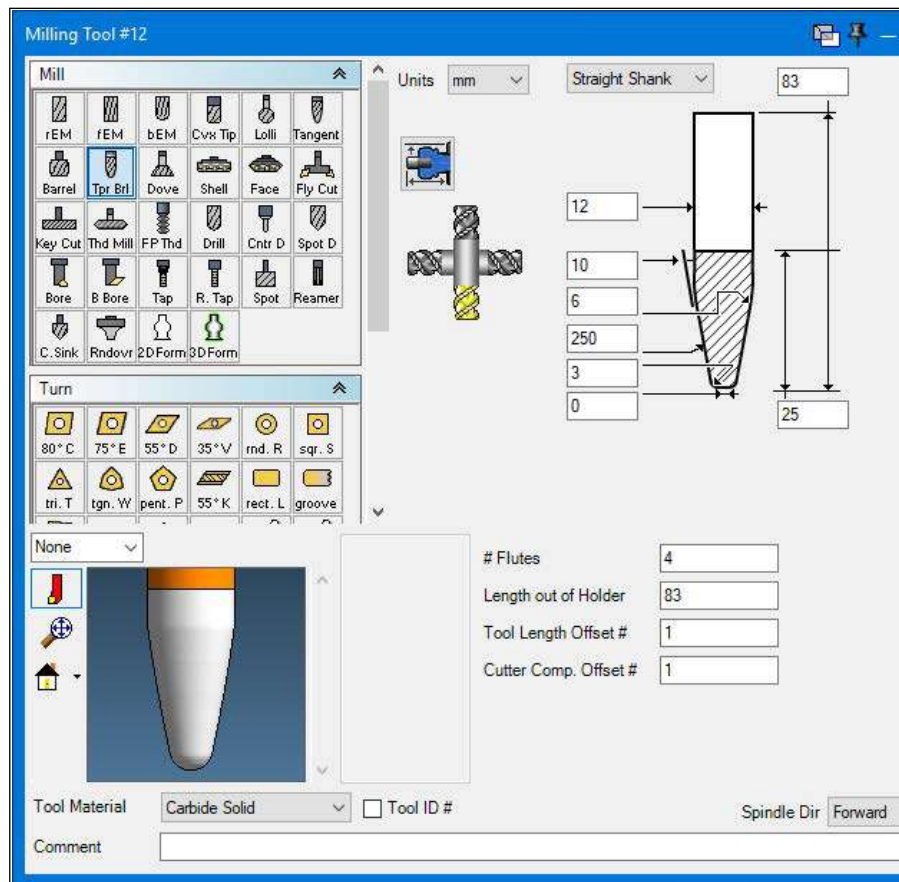 Milling Tool #12
Mill
rEM fEM bEM Cvx Tip Lolli Tangent
Barrel Tpr Brl Dove Shell Face Fly Cut
Key Cut Thd Mill FP Thd Drill Cntr D Spot D
Bore B Bore Tap R. Tap Spot Reamer
C.Sink Rndovr 2D Form 3D Form
Turn
80° C 75° E 55° D 35° V rnd. R sqr. S
tri. T tgn. W pent. P 55° K rect. L groove
Units mm Straight Shank 83
12
10
6
250
3
0 25
None
# Flutes 4
Length out of Holder 83
Tool Length Offset # 1
Cutter Comp. Offset # 1
Tool Material Carbide Solid Tool ID # Spindle Dir Forward
Comment